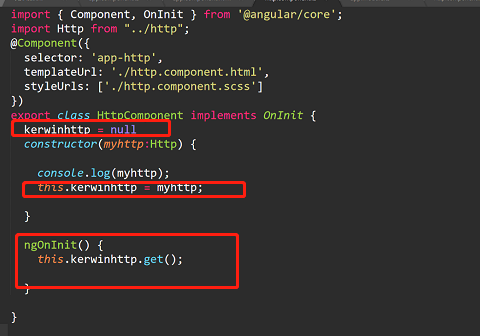 import { Component, OnInit } from '@angular/core';
import Http from "../http";
@Component({
  selector: 'app-http',
  templateUrl: './http.component.html',
  styleUrls: ['./http.component.scss']
})
export class HttpComponent implements OnInit {
  kerwinhttp = null
  constructor(myhttp:Http) {
    console.log(myhttp);
    this.kerwinhttp = myhttp;
  }
  ngOnInit() {
    this.kerwinhttp.get();
  }
}